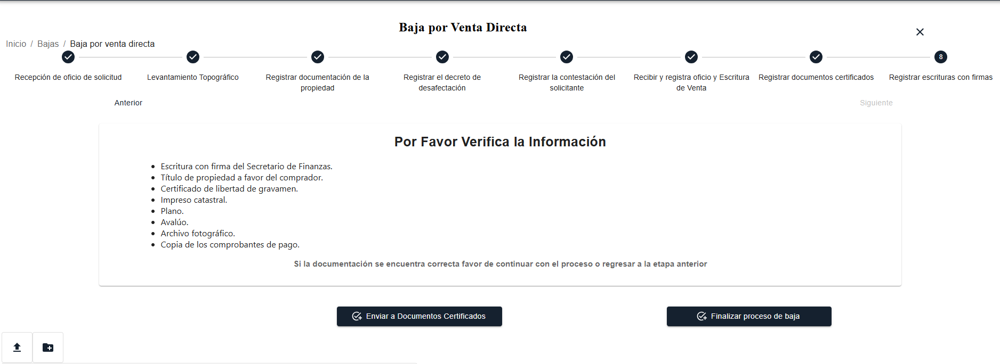 Baja por Venta Directa
Inicio / Bajas / Baja por venta directa
8
Recepción de oficio de solicitud
Levantamiento Topográfico
Registrar documentación de la
propiedad
Registrar el decreto de
desafectación
Registrar la contestación del
solicitante
Recibir y registra oficio y Escritura
de Venta
Registrar documentos certificados
Registrar escrituras con firmas
Anterior
Siguiente
Por Favor Verifica la Información
Escritura con firma del Secretario de Finanzas.
Título de propiedad a favor del comprador.
Certificado de libertad de gravamen.
Impreso catastral.
Plano.
Avalúo.
Archivo fotográfico.
Copia de los comprobantes de pago.
Si la documentación se encuentra correcta favor de continuar con el proceso o regresar a la etapa anterior
Enviar a Documentos Certificados
Finalizar proceso de baja